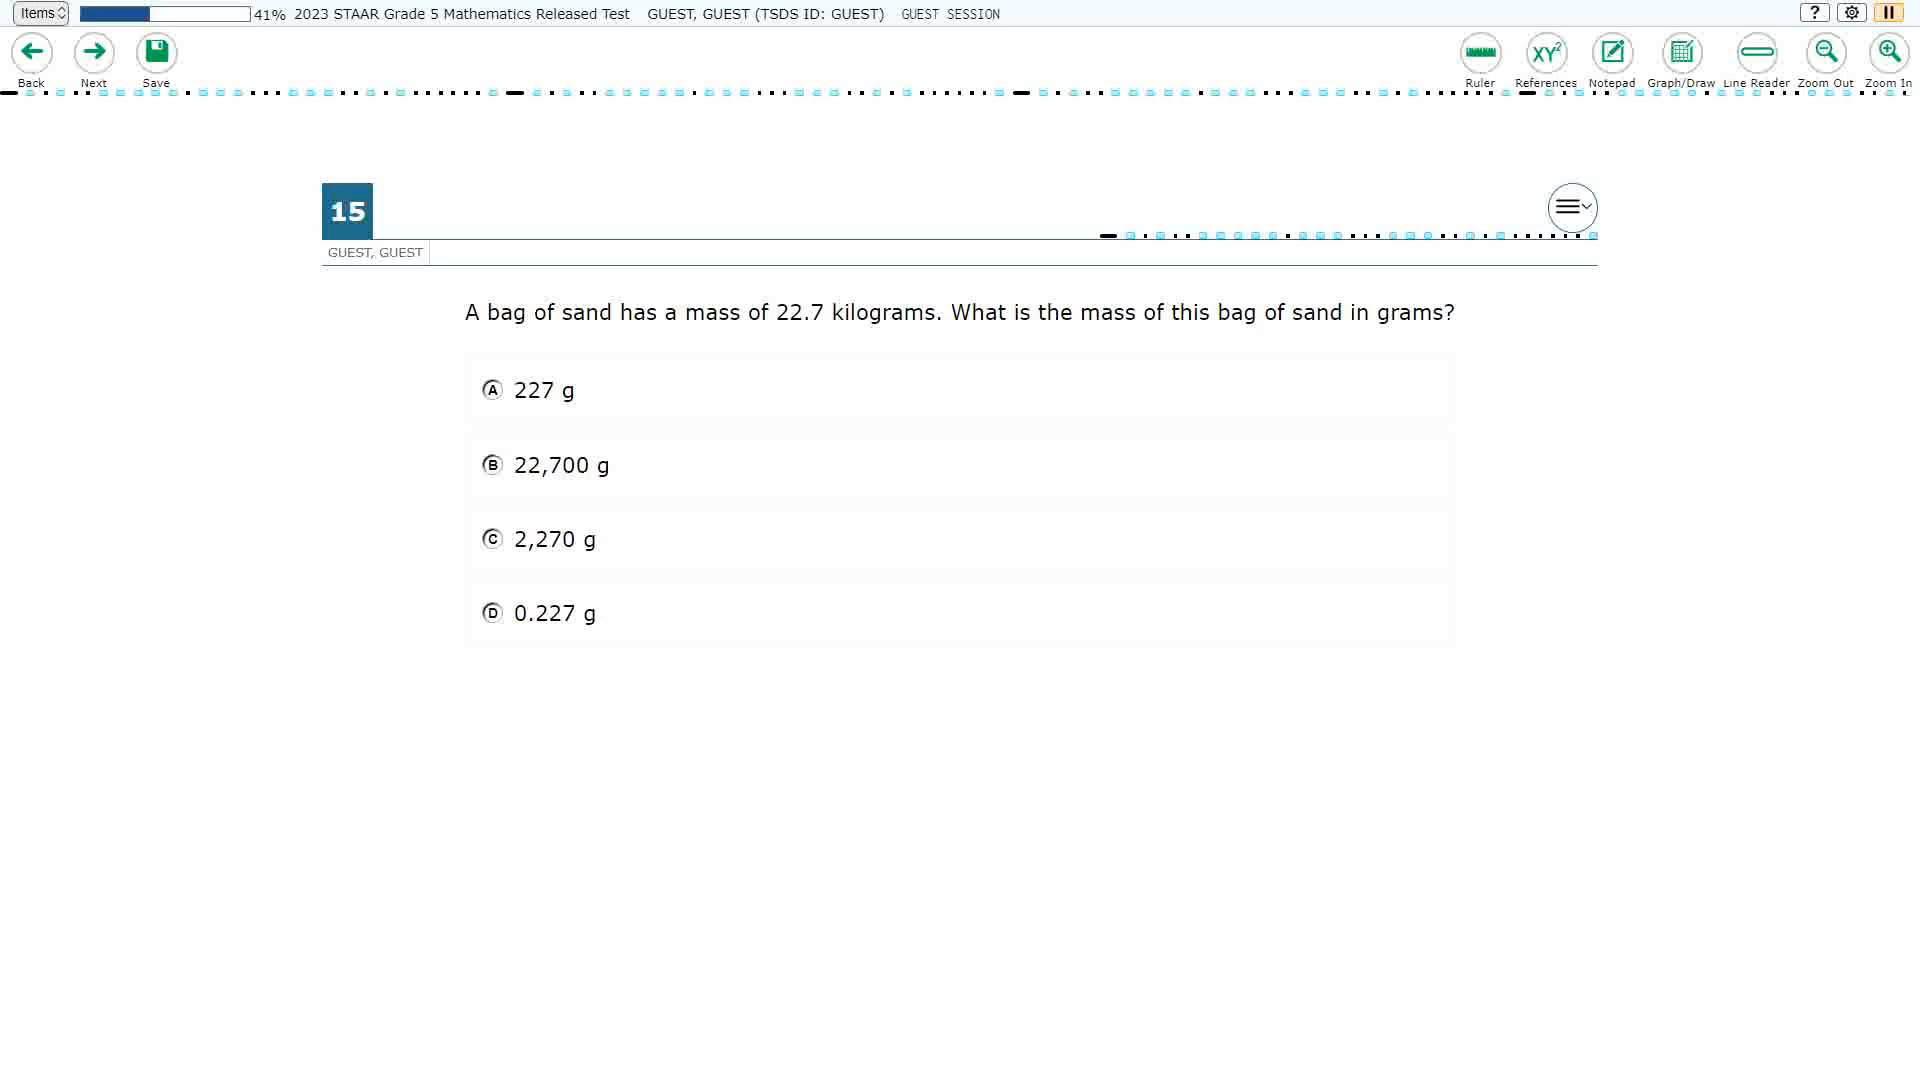 Items 41% 2023 STAAR Grade 5 Mathematics Released Test GUEST, GUEST (TSDS ID: GUEST) GUEST SESSION ?
Back Next Save XY2 Ruler References Notepad Graph/Draw Line Reader Zoom Out Zoom In
15
GUEST, GUEST
A bag of sand has a mass of 22.7 kilograms. What is the mass of this bag of sand in grams?
A 227 g
B 22,700 g
C 2,270 g
D 0.227 g